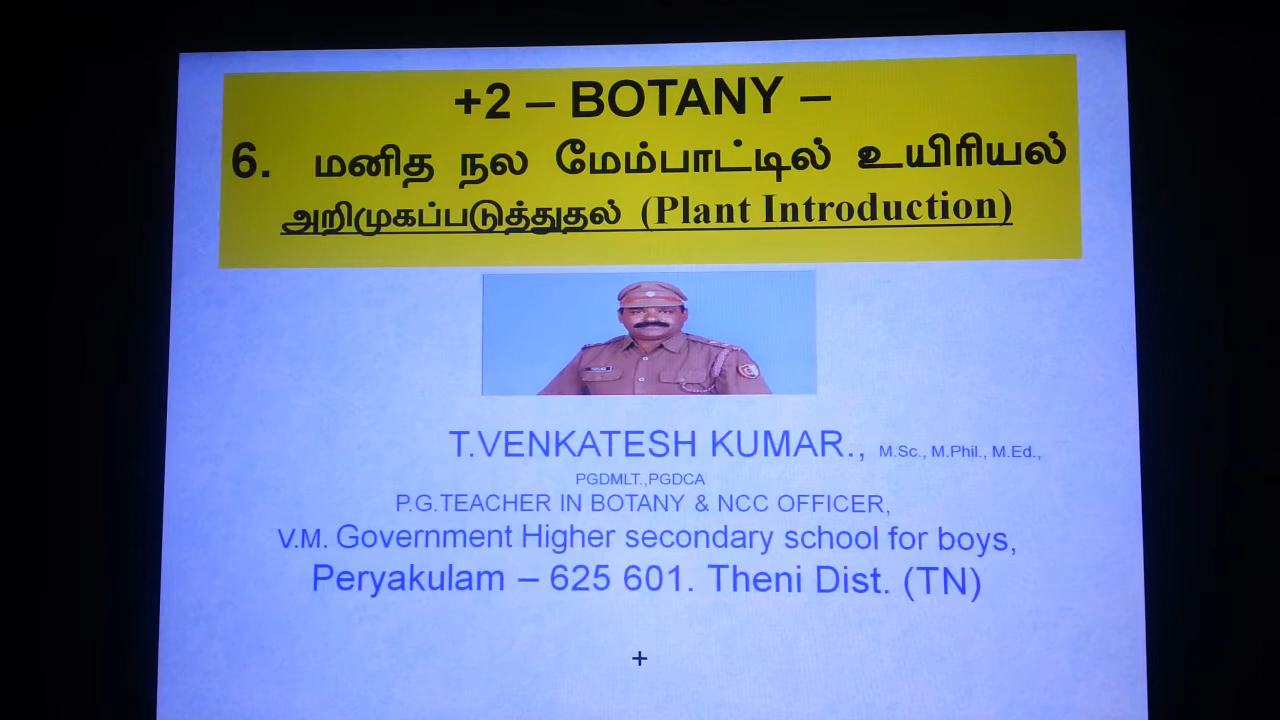 +2 – BOTANY –
6. மனித நல மேம்பாட்டில் உயிரியல்
அறிமுகப்படுத்துதல் (Plant Introduction)
T.VENKATESH KUMAR., M.Sc., M.Phil., M.Ed.,
PGDMLT.,PGDCA
P.G.TEACHER IN BOTANY & NCC OFFICER,
V.M. Government Higher secondary school for boys,
Peryakulam – 625 601. Theni Dist. (TN)
+